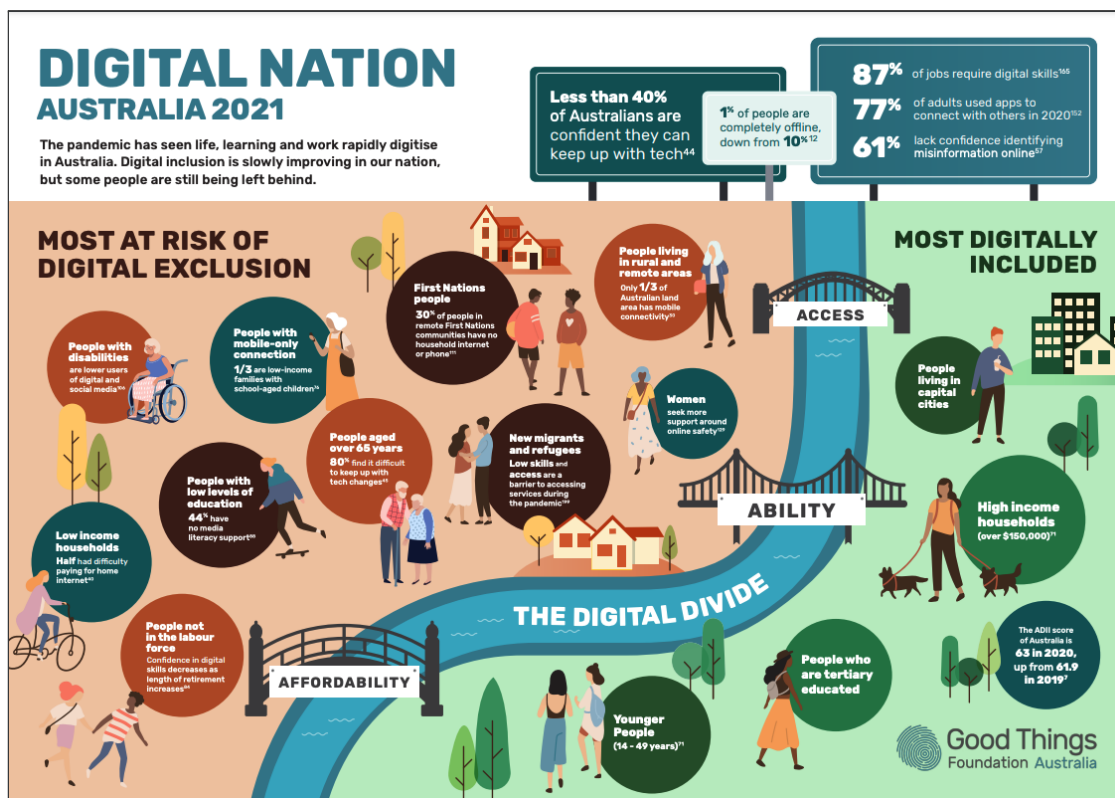 DIGITAL NATION
AUSTRALIA 2021
The pandemic has seen life, learning and work rapidly digitise
in Australia. Digital inclusion is slowly improving in our nation,
but some people are still being left behind.
Less than 40%
of Australians are
confident they can
keep up with tech44
1% of people are
completely offline,
down from 10%12
87% of jobs require digital skills165
77% of adults used apps to
connect with others in 2020152
61% lack confidence identifying
misinformation online57
MOST AT RISK OF
DIGITAL EXCLUSION
People with
disabilities
are lower users
of digital and
social media
People with
mobile-only
connection
1/3 are low-income
families with
school-aged children
First Nations
people
30% of people in
remote First Nations
communities have no
household internet
or phone
People living
in rural and
remote areas
Only 1/3 of
Australian land
area has mobile
connectivity
Women
seek more
support around
online safety
New migrants
and refugees
Low skills and
access are a
barrier to accessing
services during
the pandemic
People aged
over 65 years
80% find it difficult
to keep up with
tech changes
People with
low levels of
education
44% have
no media
literacy support
Low income
households
Half had difficulty
paying for home
internet
People not
in the labour
force
Confidence in digital
skills decreases as
length of retirement
increases
ACCESS
ABILITY
AFFORDABILITY
THE DIGITAL DIVIDE
MOST DIGITALLY
INCLUDED
People
living in
capital
cities
High income
households
(over $150,000)71
The ADII score
of Australia is
63 in 2020,
up from 61.9
in 20197
People who
are tertiary
educated
Younger
People
(14 - 49 years)71
Good Things
Foundation Australia